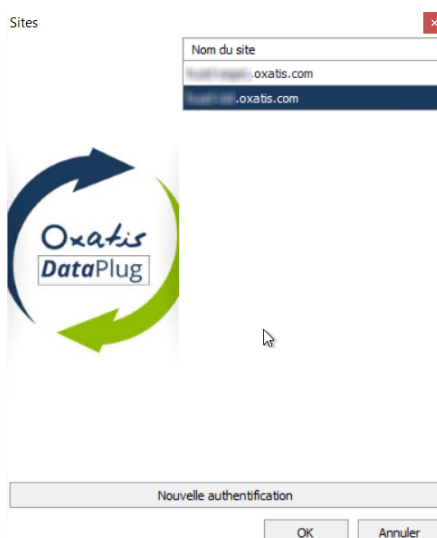 Sites
Nom du site
.oxatis.com
.oxatis.com
Oxatis
DataPlug
Nouvelle authentification
OK
Annuler